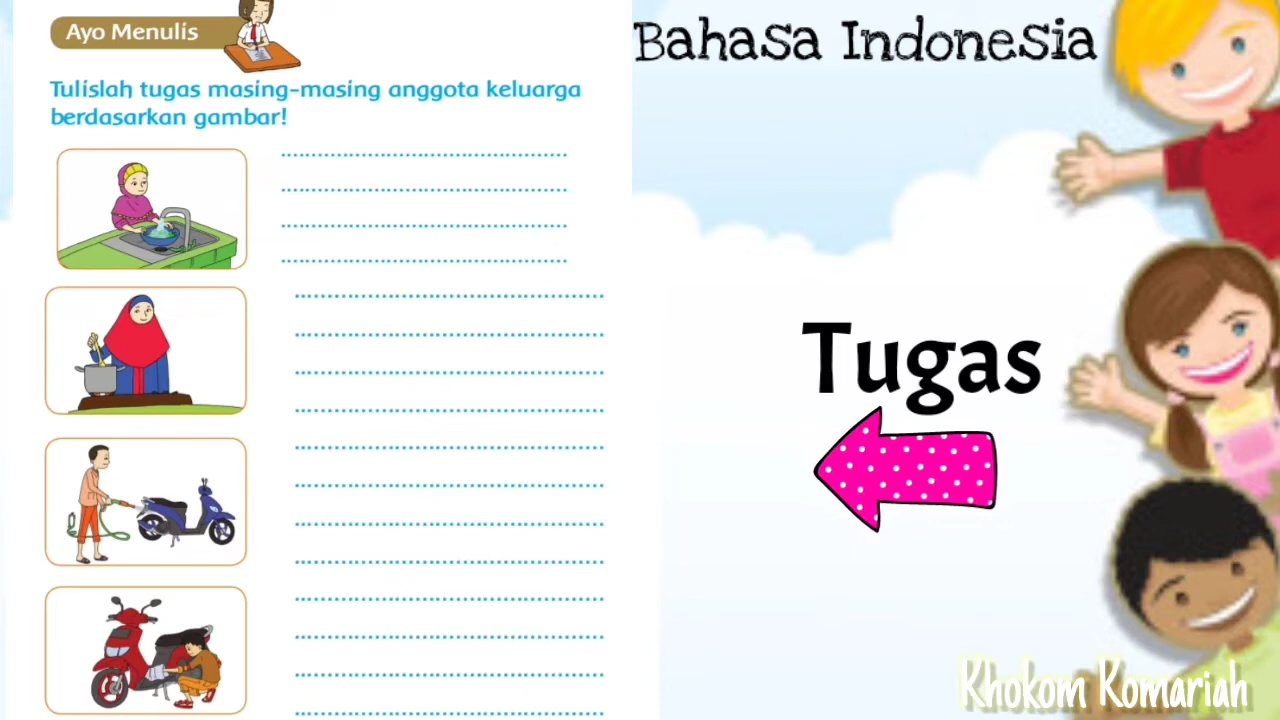 Ayo Menulis
Tulislah tugas masing-masing anggota keluarga
berdasarkan gambar!
Bahasa Indonesia
Tugas
Khokom Komariah